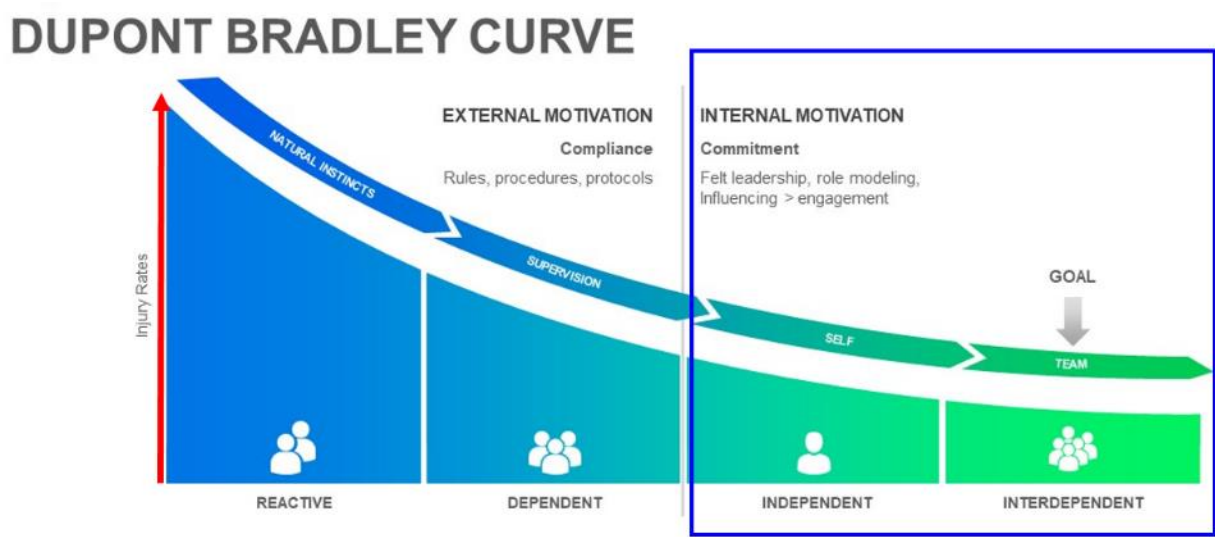 DUPONT BRADLEY CURVE
EXTERNAL MOTIVATION
Compliance
Rules, procedures, protocols
INTERNAL MOTIVATION
Commitment
Felt leadership, role modeling,
Influencing > engagement
NATURAL INSTINCTS
SUPERVISION
SELF
GOAL
TEAM
Injury Rates
REACTIVE
DEPENDENT
INDEPENDENT
INTERDEPENDENT